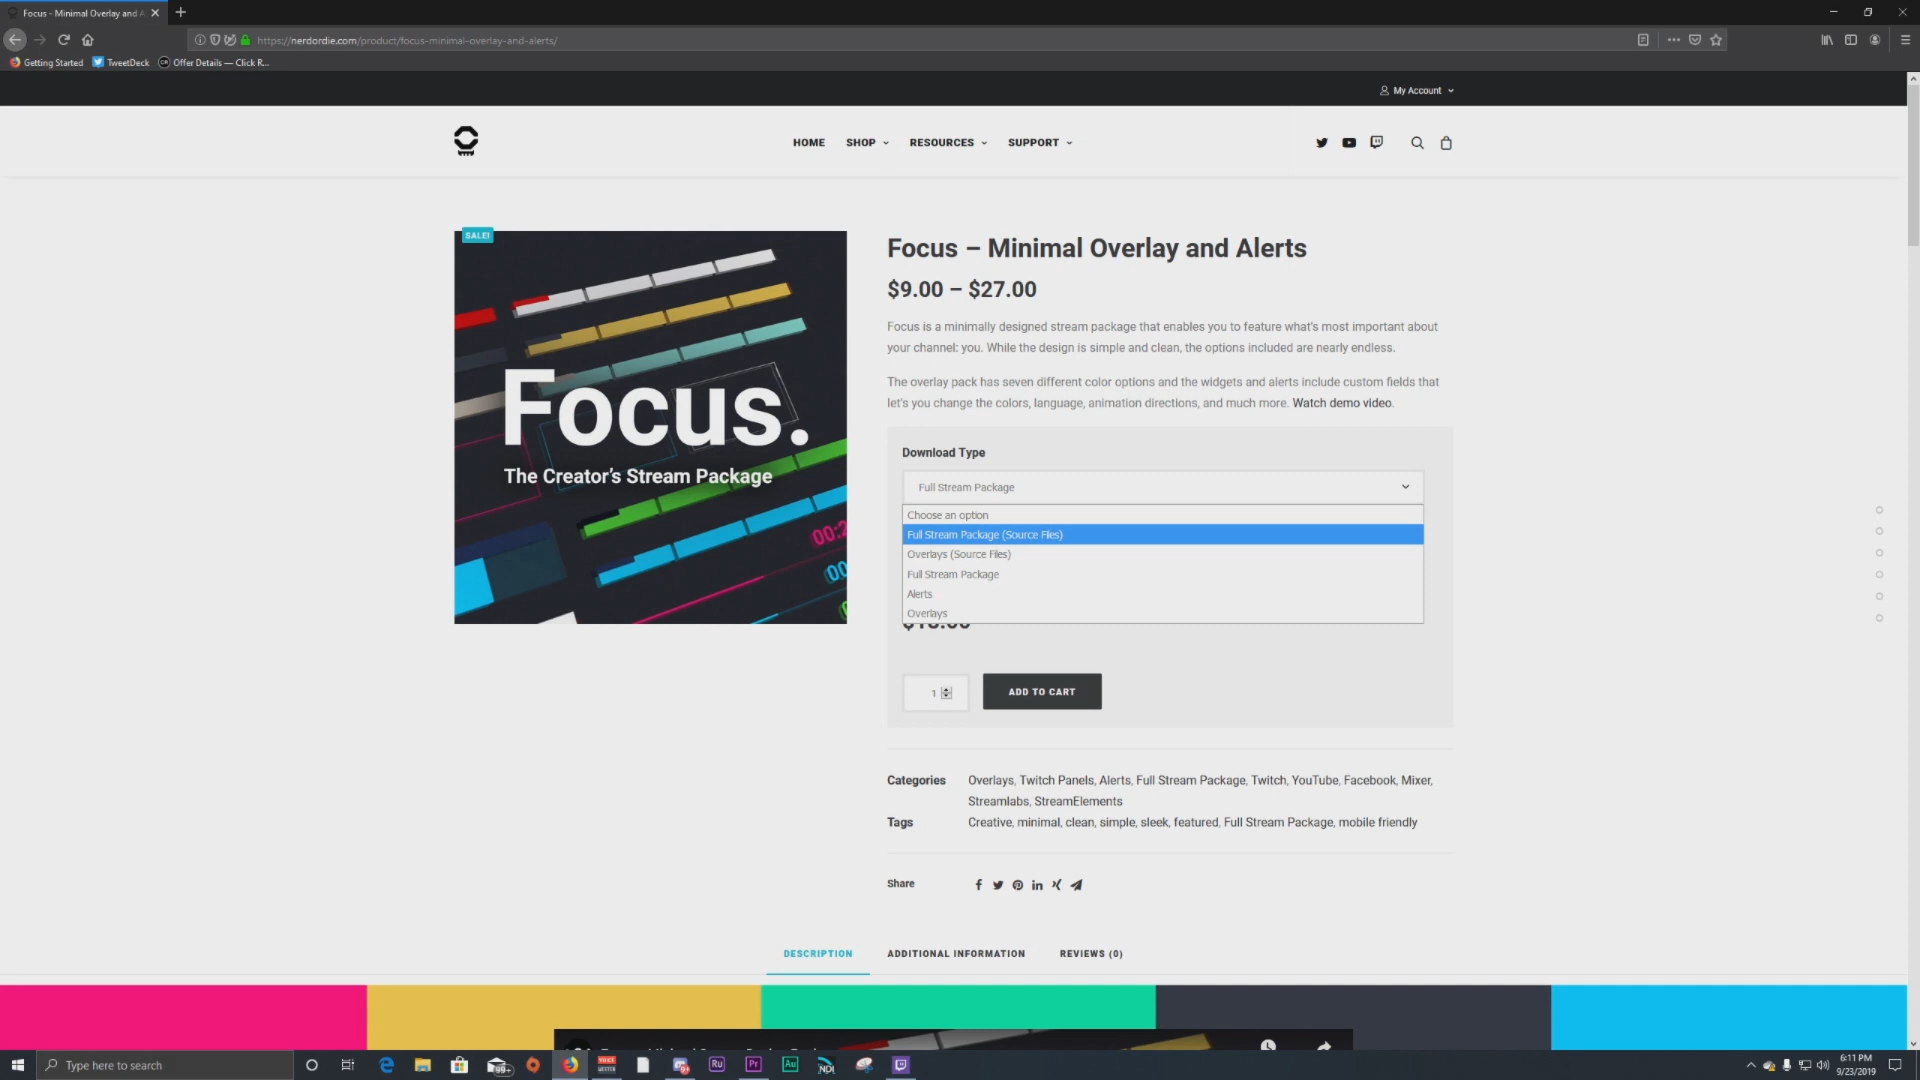 Focus - Minimal Overlay and A
https://nerdordie.com/product/focus-minimal-overlay-and-alerts/
Getting Started
TweetDeck
Offer Details — Click R...
My Account
HOME
SHOP
RESOURCES
SUPPORT
SALE!
Focus.
The Creator's Stream Package
Focus – Minimal Overlay and Alerts
$9.00 – $27.00
Focus is a minimally designed stream package that enables you to feature what's most important about
your channel: you. While the design is simple and clean, the options included are nearly endless.
The overlay pack has seven different color options and the widgets and alerts include custom fields that
let's you change the colors, language, animation directions, and much more. Watch demo video.
Download Type
Full Stream Package
Choose an option
Full Stream Package (Source Files)
Overlays (Source Files)
Full Stream Package
Alerts
Overlays
1
ADD TO CART
Categories
Overlays, Twitch Panels, Alerts, Full Stream Package, Twitch, YouTube, Facebook, Mixer,
Streamlabs, StreamElements
Tags
Creative, minimal, clean, simple, sleek, featured, Full Stream Package, mobile friendly
Share
DESCRIPTION
ADDITIONAL INFORMATION
REVIEWS (0)
Type here to search
99+
Ru
Pr
Au
NDI
6:11 PM
9/23/2019